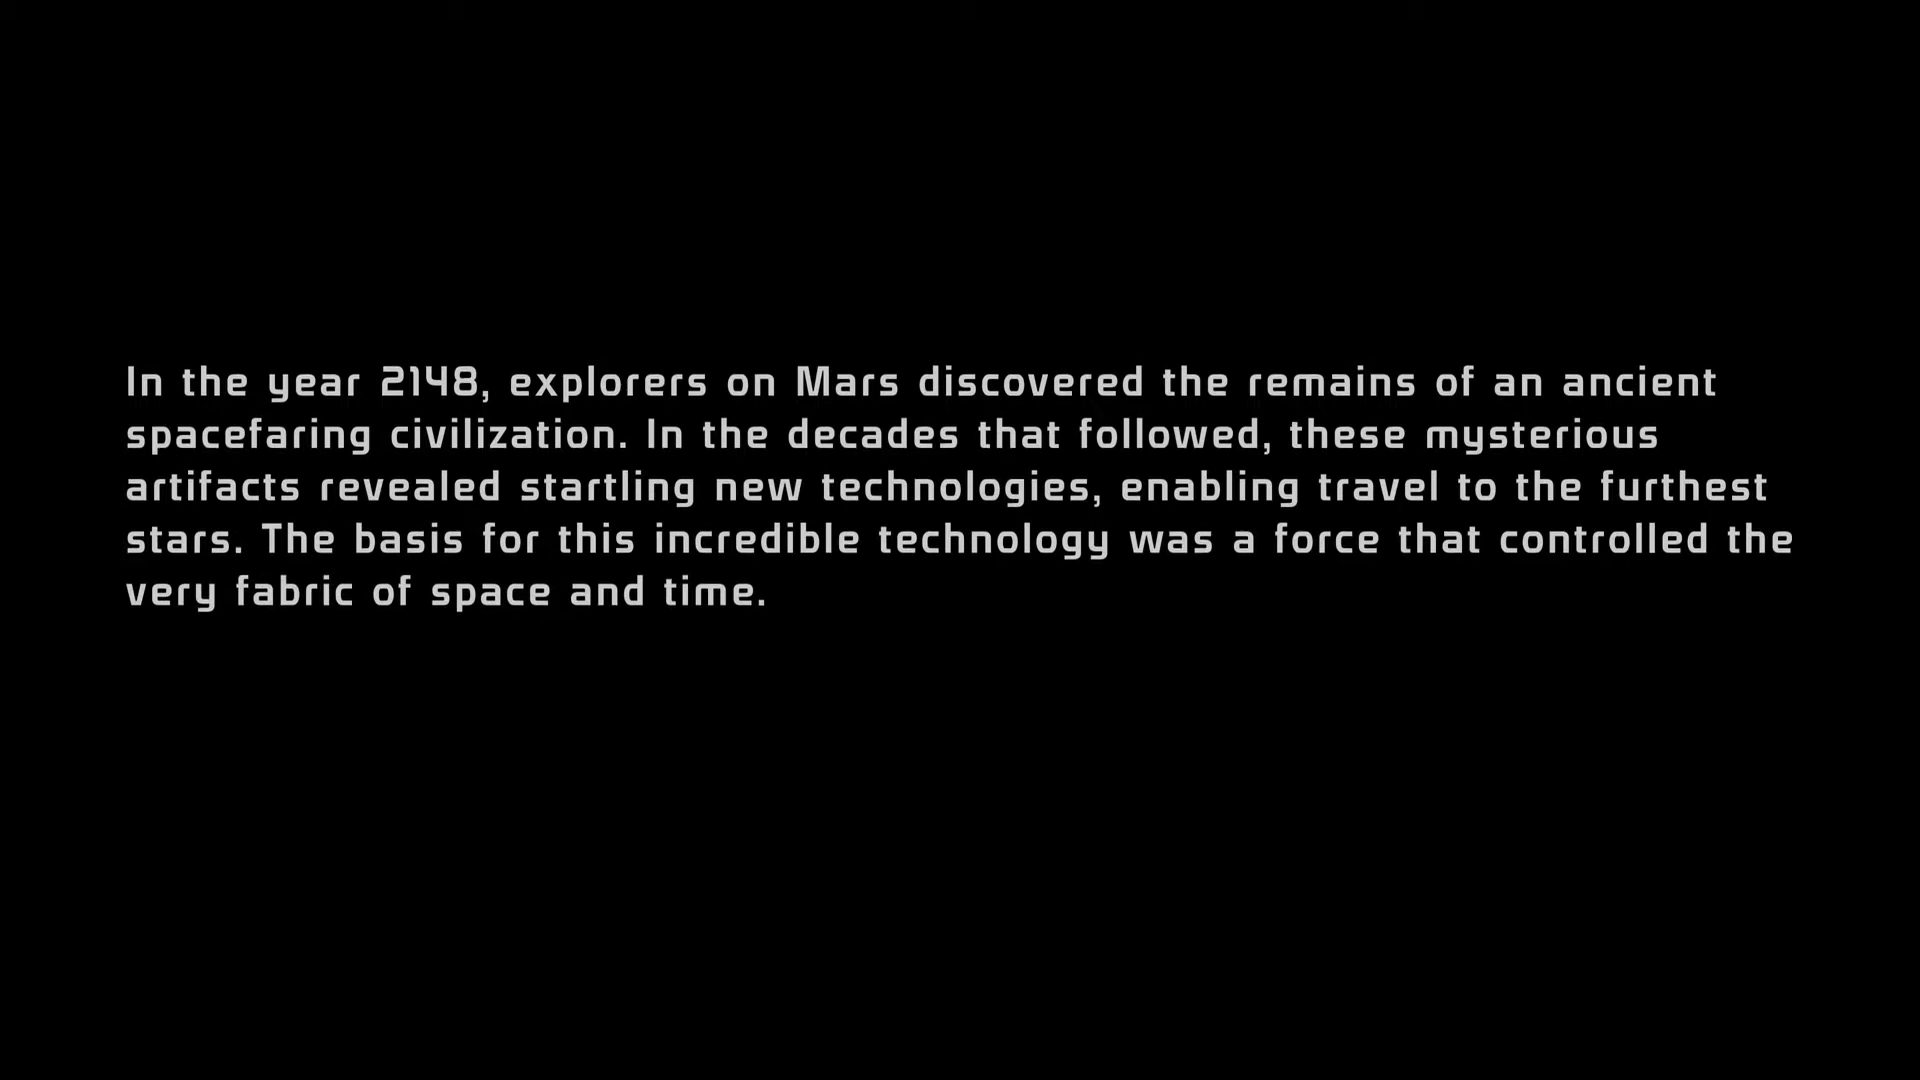 In the year 2148, explorers on Mars discovered the remains of an ancient
spacefaring civilization. In the decades that followed, these mysterious
artifacts revealed startling new technologies, enabling travel to the furthest
stars. The basis for this incredible technology was a force that controlled the
very fabric of space and time.